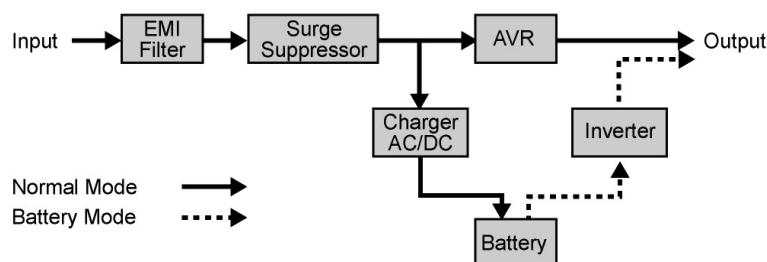 Input
EMI
Filter
Surge
Suppressor
AVR
Output
Charger
AC/DC
Inverter
Normal Mode
Battery Mode
Battery